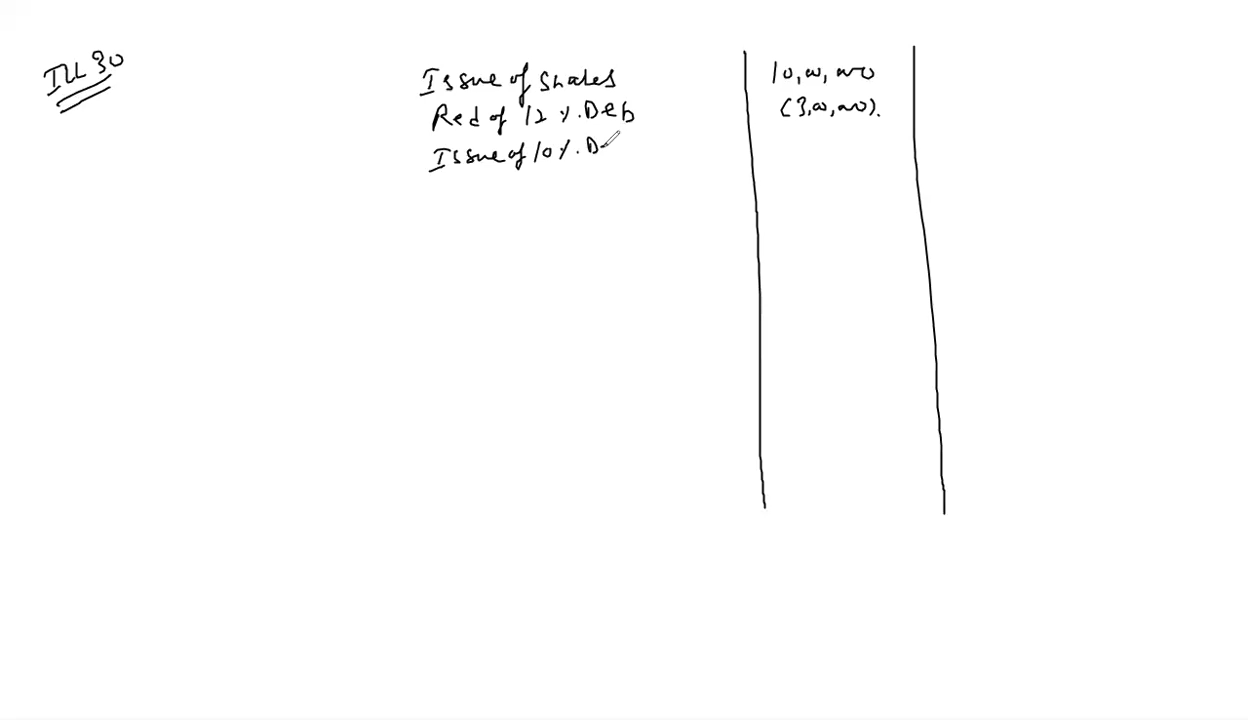 ILL 30
Issue of Shares 10,00,000
Red of 12%. Deb (3,00,000).
Issue of 10%. D